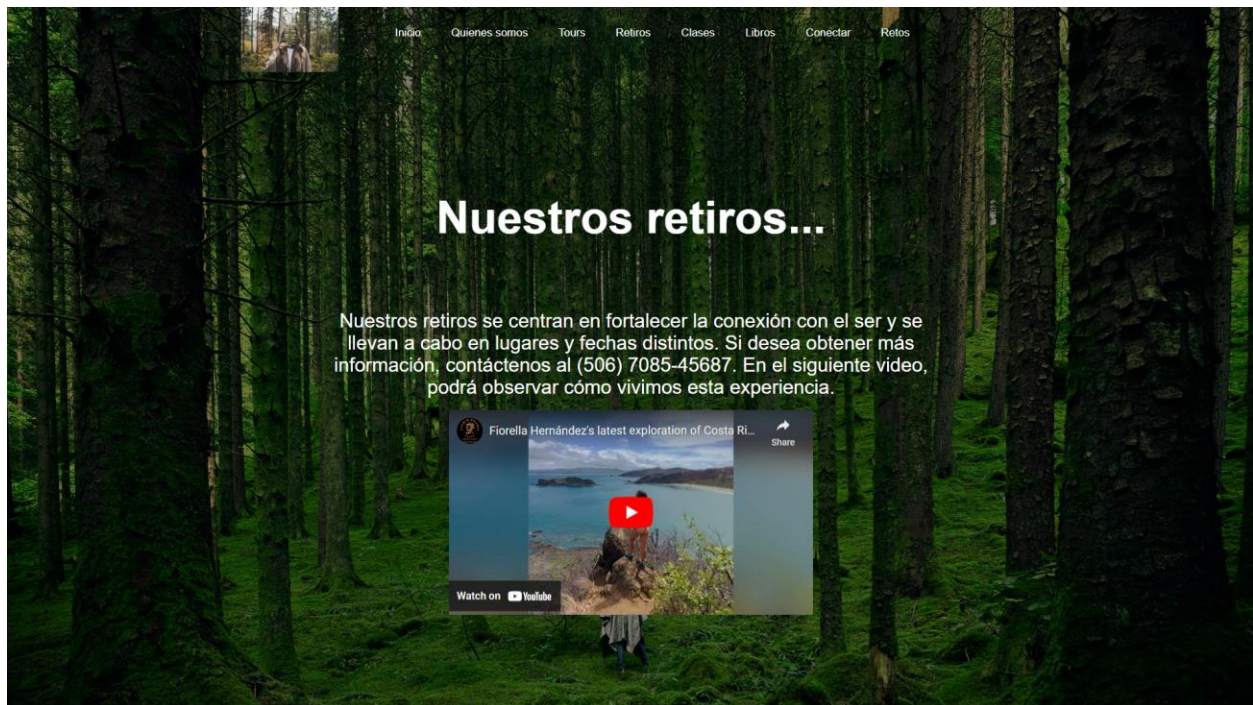 Inicio Quienes somos Tours Retiros Clases Libros Conectar Retos
Nuestros retiros...
Nuestros retiros se centran en fortalecer la conexión con el ser y se
llevan a cabo en lugares y fechas distintos. Si desea obtener más
información, contáctenos al (506) 7085-45687. En el siguiente video,
podrá observar cómo vivimos esta experiencia.
Fiorella Hernández's latest exploration of Costa Ri...
Share
Watch on YouTube